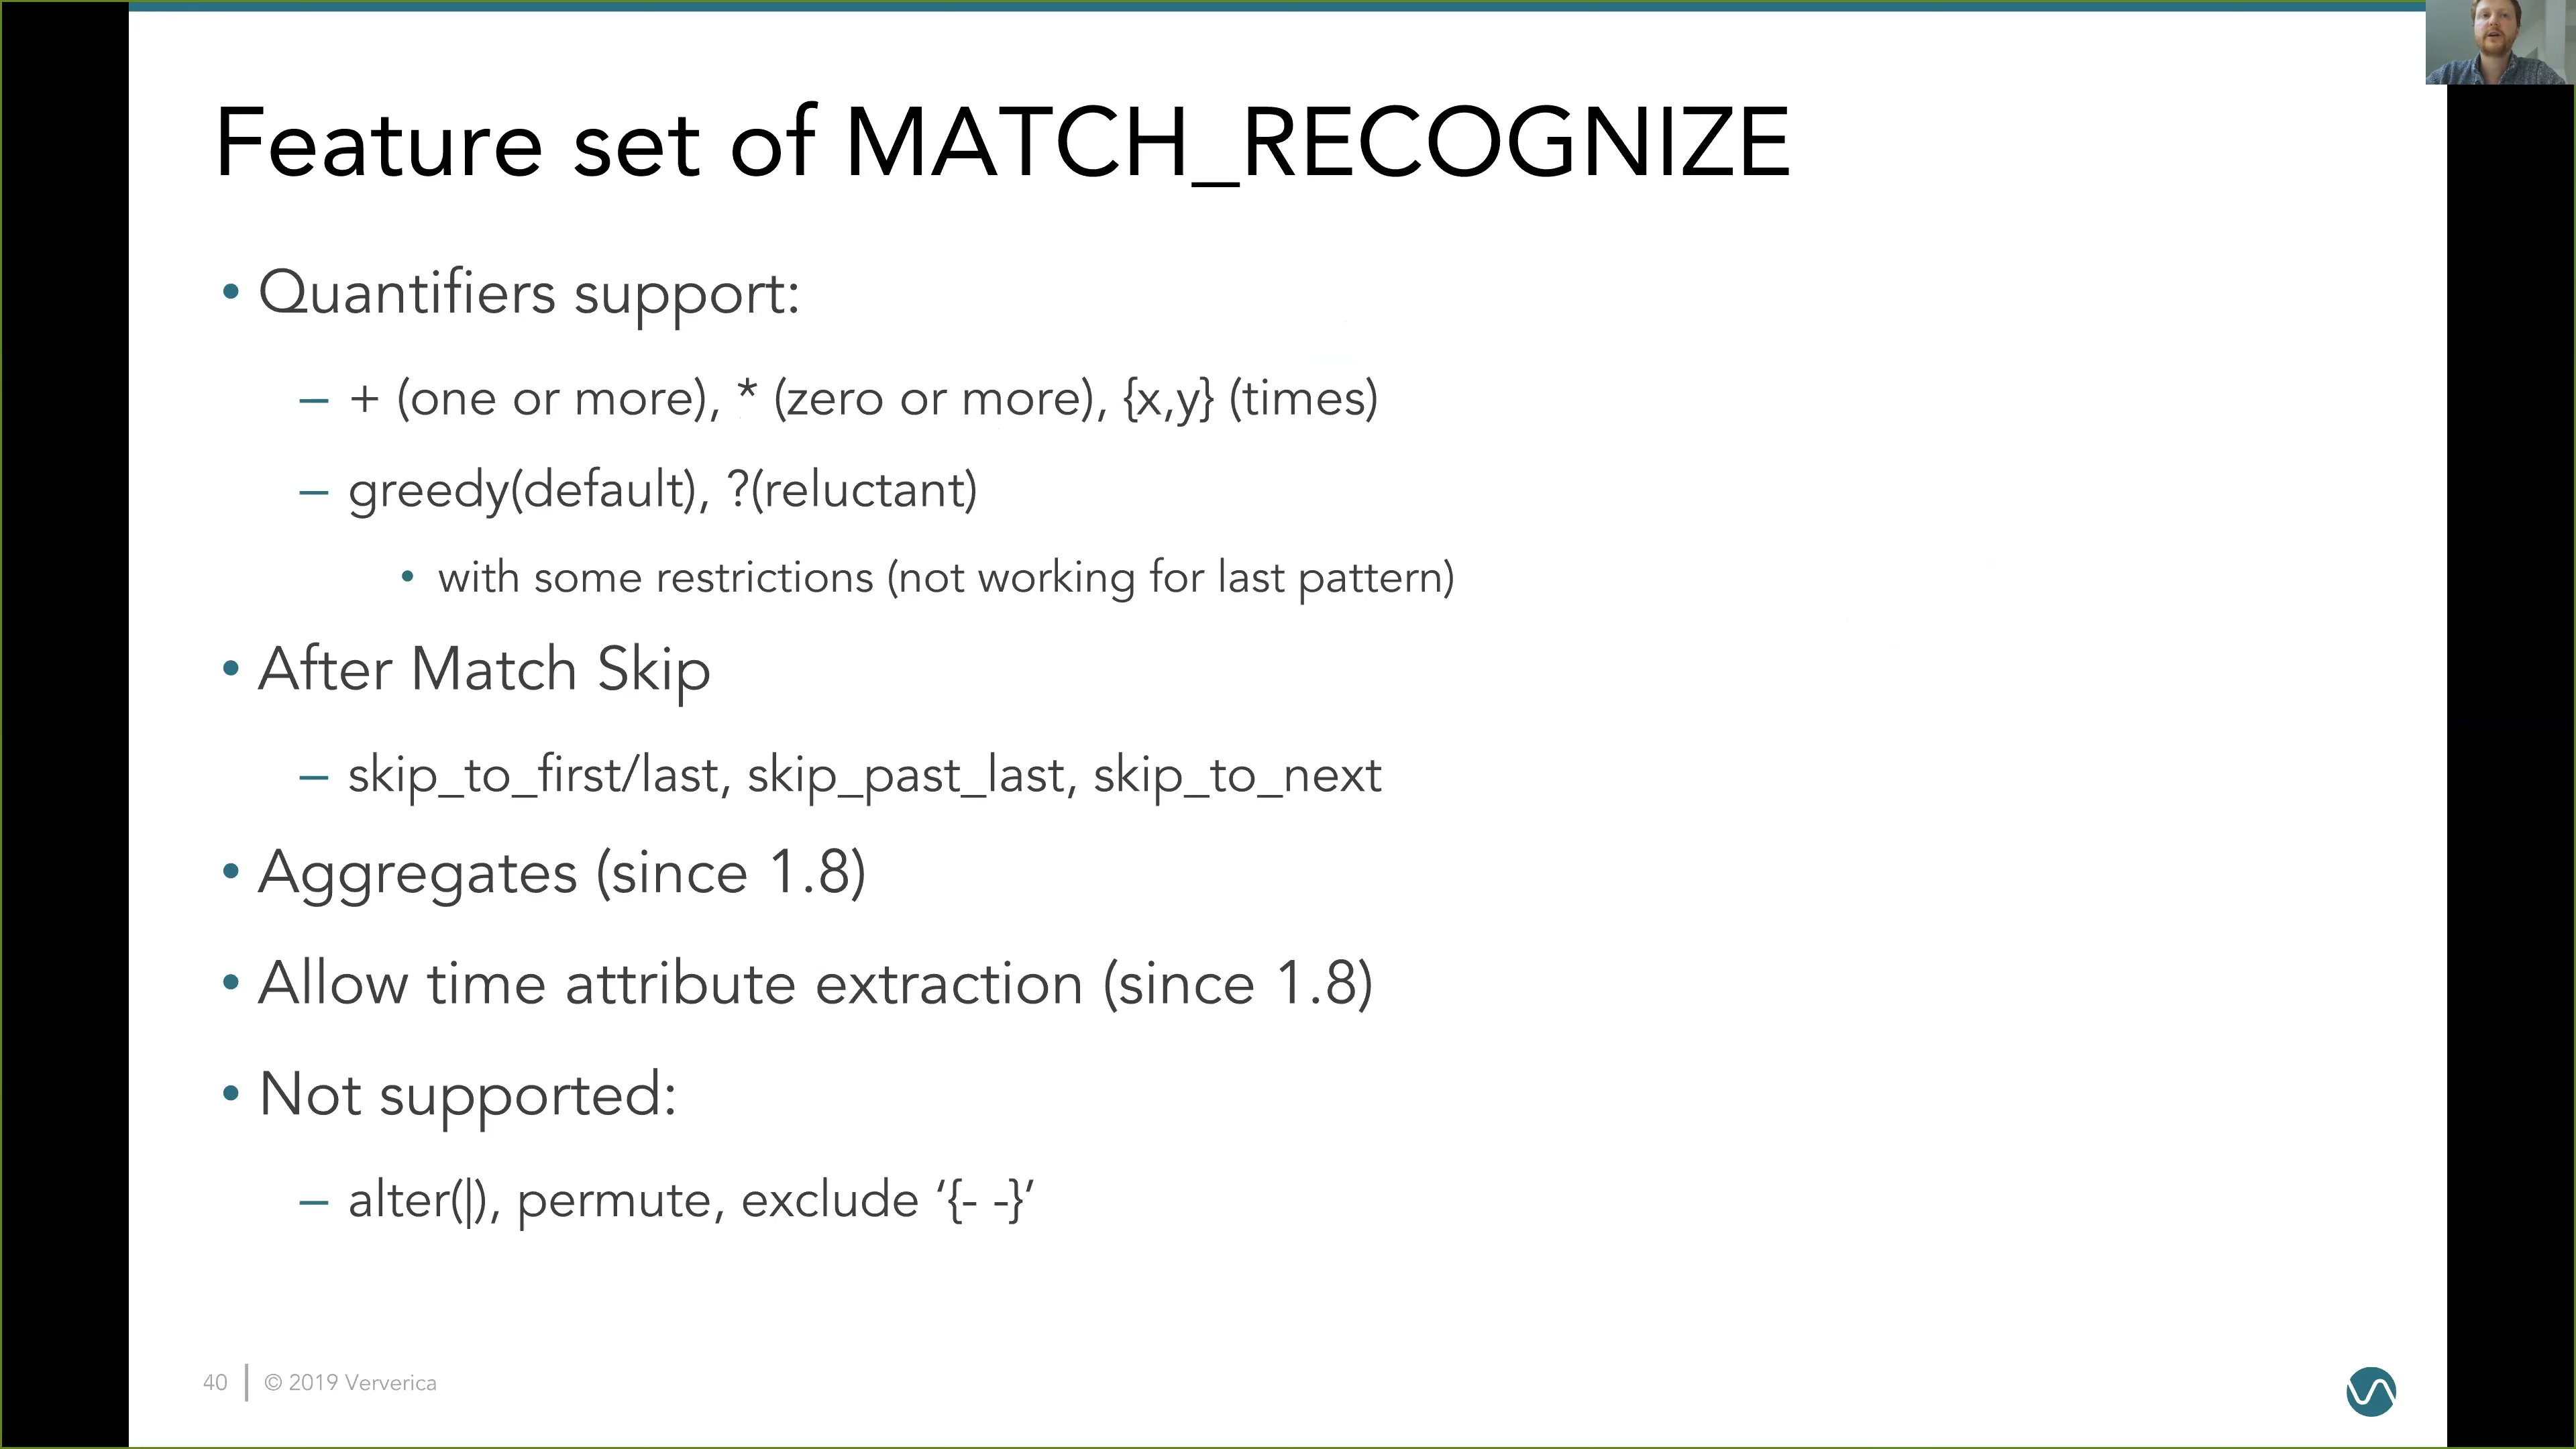 Feature set of MATCH_RECOGNIZE
• Quantifiers support:
– + (one or more), * (zero or more), {x,y} (times)
– greedy(default), ?(reluctant)
• with some restrictions (not working for last pattern)
• After Match Skip
– skip_to_first/last, skip_past_last, skip_to_next
• Aggregates (since 1.8)
• Allow time attribute extraction (since 1.8)
• Not supported:
– alter(|), permute, exclude ‘{- -}’
40 | © 2019 Ververica